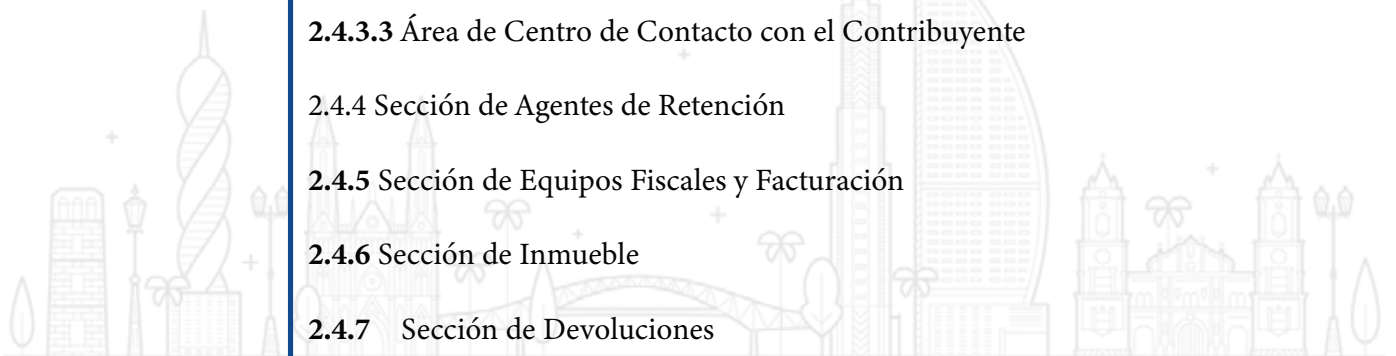 2.4.3.3 Área de Centro de Contacto con el Contribuyente
2.4.4 Sección de Agentes de Retención
2.4.5 Sección de Equipos Fiscales y Facturación
2.4.6 Sección de Inmueble
2.4.7 Sección de Devoluciones